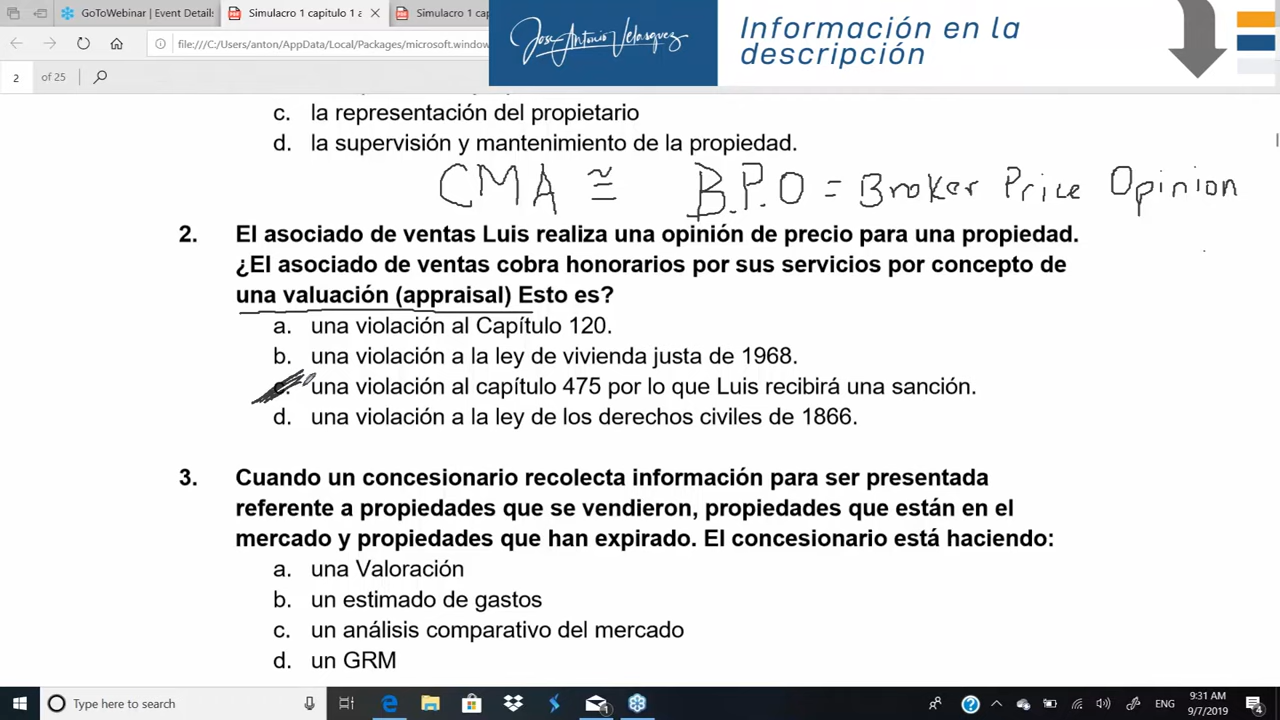 GoToWebinar | Event Detail
Simulacro 1 capitulo 1 a
Simulacro 1 cap
file:///C:/Users/anton/AppData/Local/Packages/microsoft.window
2 of 25
Jose Antonio Velasquez
Información en la
descripción
c. la representación del propietario
d. la supervisión y mantenimiento de la propiedad.
CMA ≅ B.P.O = Broker Price Opinion
2. El asociado de ventas Luis realiza una opinión de precio para una propiedad.
¿El asociado de ventas cobra honorarios por sus servicios por concepto de
una valuación (appraisal) Esto es?
a. una violación al Capítulo 120.
b. una violación a la ley de vivienda justa de 1968.
c. una violación al capítulo 475 por lo que Luis recibirá una sanción.
d. una violación a la ley de los derechos civiles de 1866.
3. Cuando un concesionario recolecta información para ser presentada
referente a propiedades que se vendieron, propiedades que están en el
mercado y propiedades que han expirado. El concesionario está haciendo:
a. una Valoración
b. un estimado de gastos
c. un análisis comparativo del mercado
d. un GRM
Type here to search
ENG
9:31 AM
9/7/2019